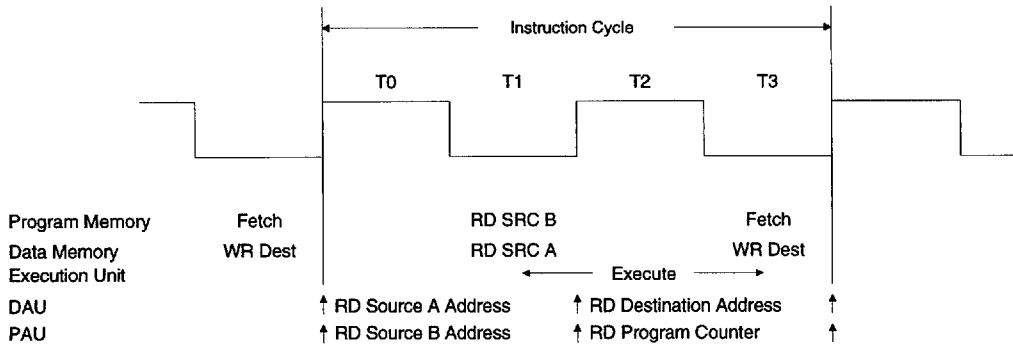 Instruction Cycle
T0 T1 T2 T3
Program Memory Fetch RD SRC B Fetch
Data Memory WR Dest RD SRC A WR Dest
Execution Unit Execute
DAU RD Source A Address RD Destination Address
PAU RD Source B Address RD Program Counter